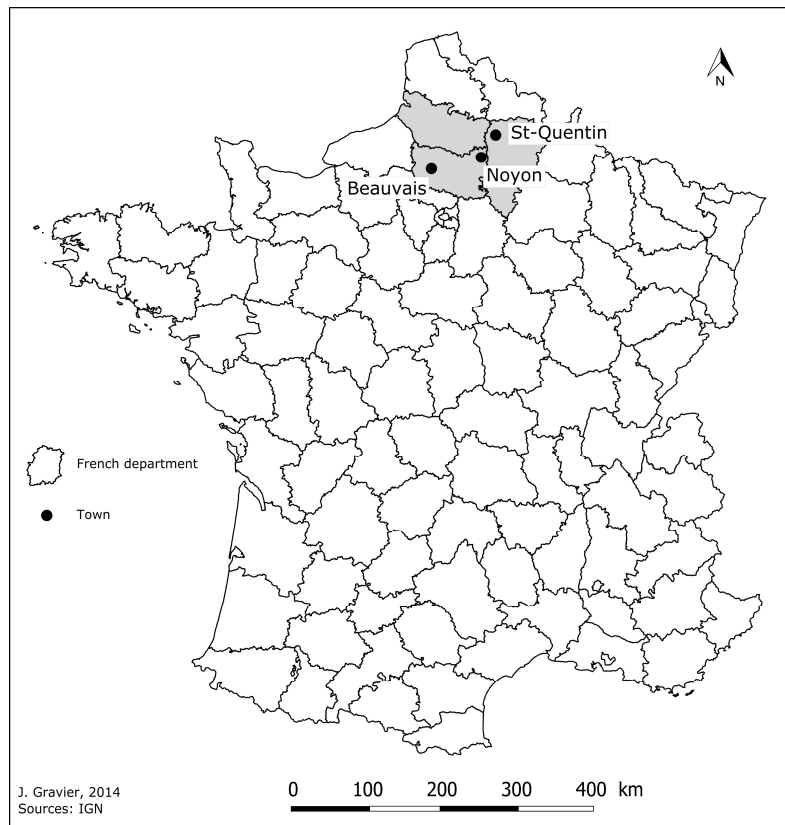 N
St-Quentin
Noyon
Beauvais
French department
Town
J. Gravier, 2014
Sources: IGN
0 100 200 300 400 km